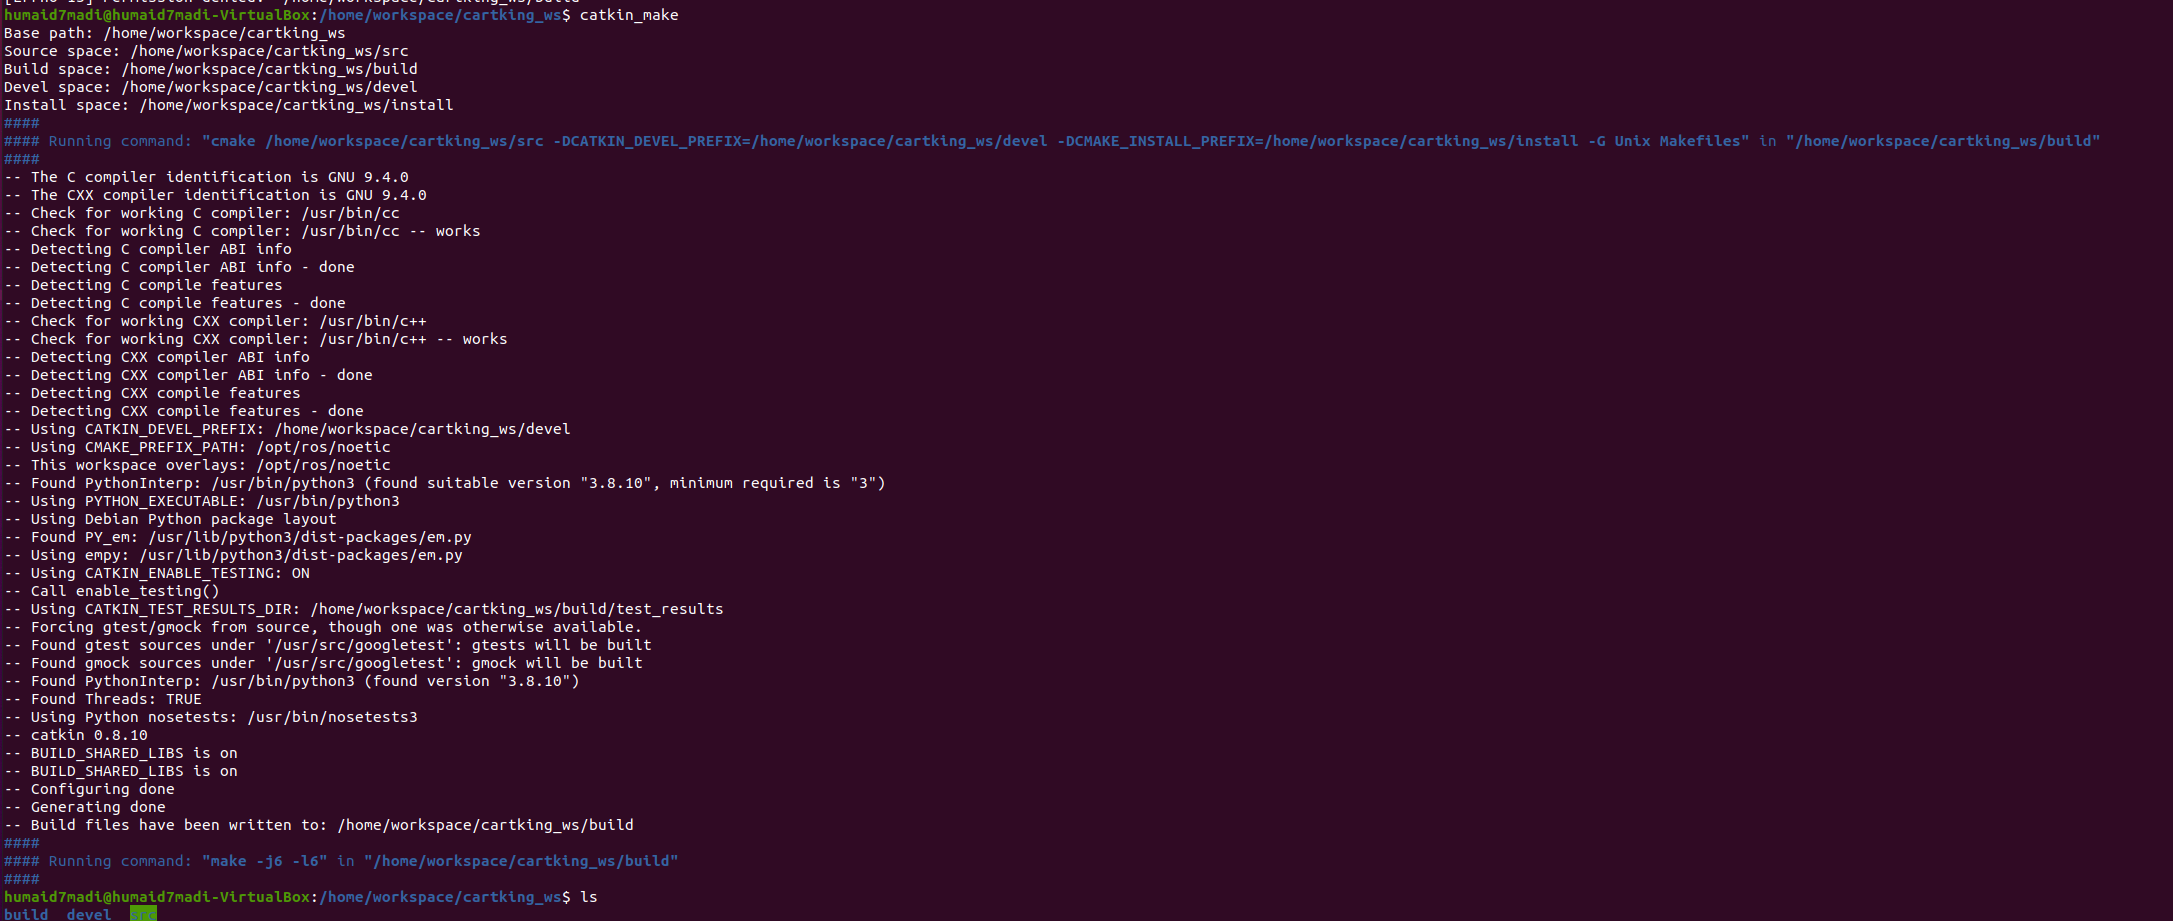 humaid7madi@humaid7madi-VirtualBox:/home/workspace/cartking_ws$ catkin_make
Base path: /home/workspace/cartking_ws
Source space: /home/workspace/cartking_ws/src
Build space: /home/workspace/cartking_ws/build
Devel space: /home/workspace/cartking_ws/devel
Install space: /home/workspace/cartking_ws/install
####
#### Running command: "cmake /home/workspace/cartking_ws/src -DCATKIN_DEVEL_PREFIX=/home/workspace/cartking_ws/devel -DCMAKE_INSTALL_PREFIX=/home/workspace/cartking_ws/install -G Unix Makefiles" in "/home/workspace/cartking_ws/build"
####
-- The C compiler identification is GNU 9.4.0
-- The CXX compiler identification is GNU 9.4.0
-- Check for working C compiler: /usr/bin/cc
-- Check for working C compiler: /usr/bin/cc -- works
-- Detecting C compiler ABI info
-- Detecting C compiler ABI info - done
-- Detecting C compile features
-- Detecting C compile features - done
-- Check for working CXX compiler: /usr/bin/c++
-- Check for working CXX compiler: /usr/bin/c++ -- works
-- Detecting CXX compiler ABI info
-- Detecting CXX compiler ABI info - done
-- Detecting CXX compile features
-- Detecting CXX compile features - done
-- Using CATKIN_DEVEL_PREFIX: /home/workspace/cartking_ws/devel
-- Using CMAKE_PREFIX_PATH: /opt/ros/noetic
-- This workspace overlays: /opt/ros/noetic
-- Found PythonInterp: /usr/bin/python3 (found suitable version "3.8.10", minimum required is "3")
-- Using PYTHON_EXECUTABLE: /usr/bin/python3
-- Using Debian Python package layout
-- Found PY_em: /usr/lib/python3/dist-packages/em.py
-- Using empy: /usr/lib/python3/dist-packages/em.py
-- Using CATKIN_ENABLE_TESTING: ON
-- Call enable_testing()
-- Using CATKIN_TEST_RESULTS_DIR: /home/workspace/cartking_ws/build/test_results
-- Forcing gtest/gmock from source, though one was otherwise available.
-- Found gtest sources under '/usr/src/googletest': gtests will be built
-- Found gmock sources under '/usr/src/googletest': gmock will be built
-- Found PythonInterp: /usr/bin/python3 (found version "3.8.10")
-- Found Threads: TRUE
-- Using Python nosetests: /usr/bin/nosetests3
-- catkin 0.8.10
-- BUILD_SHARED_LIBS is on
-- BUILD_SHARED_LIBS is on
-- Configuring done
-- Generating done
-- Build files have been written to: /home/workspace/cartking_ws/build
####
#### Running command: "make -j6 -l6" in "/home/workspace/cartking_ws/build"
####
humaid7madi@humaid7madi-VirtualBox:/home/workspace/cartking_ws$ ls
build devel src